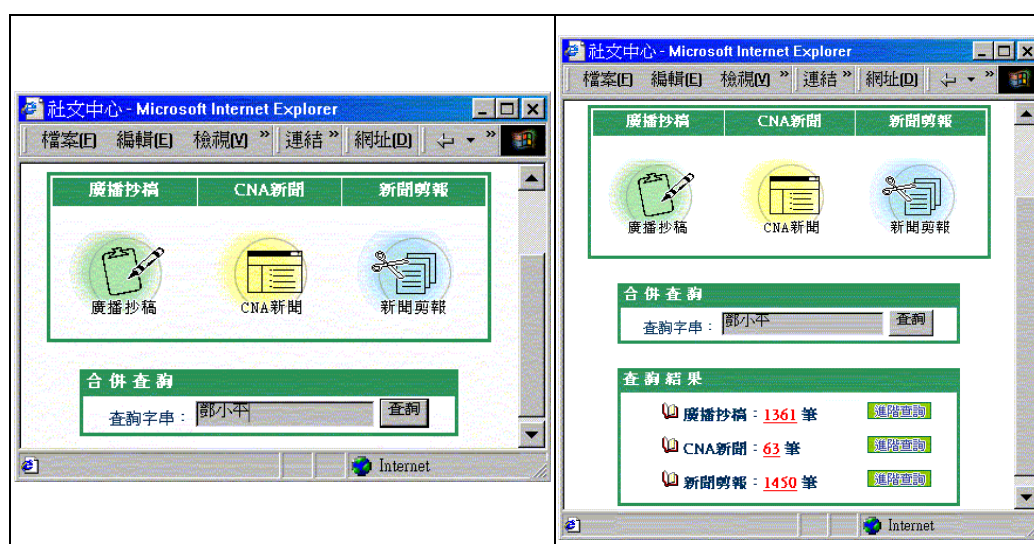 社文中心 - Microsoft Internet Explorer
檔案(F) 編輯(E) 檢視(V) » 連結 » 網址(D) »
廣播抄稿 CNA新聞 新聞剪報
廣播抄稿 CNA新聞 新聞剪報
合併查詢
查詢字串： 鄧小平 查詢
Internet
社文中心 - Microsoft Internet Explorer
檔案(F) 編輯(E) 檢視(V) » 連結 » 網址(D) »
廣播抄稿 CNA新聞 新聞剪報
廣播抄稿 CNA新聞 新聞剪報
合併查詢
查詢字串： 鄧小平 查詢
查詢結果
廣播抄稿：1361 筆 進階查詢
CNA新聞：63 筆 進階查詢
新聞剪報：1450 筆 進階查詢
Internet